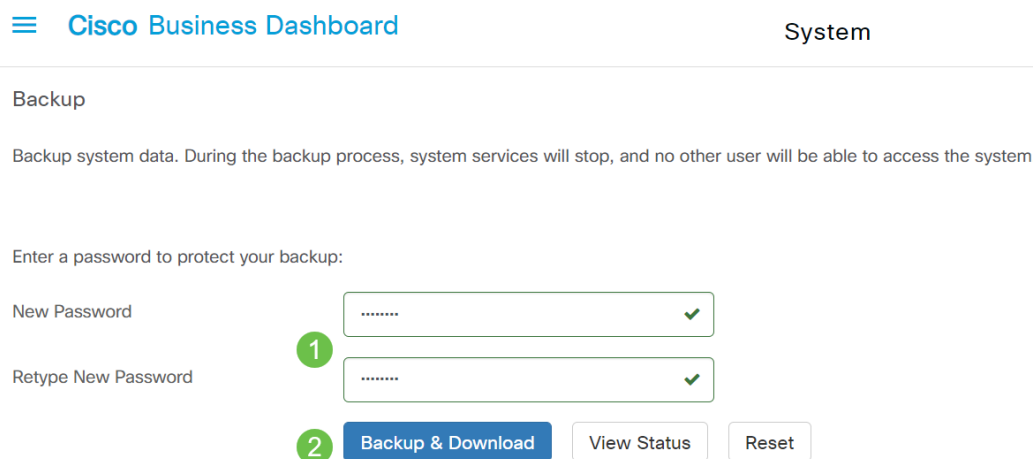 Cisco Business Dashboard
System
Backup
Backup system data. During the backup process, system services will stop, and no other user will be able to access the system
Enter a password to protect your backup:
New Password
........
1
Retype New Password
........
2
Backup & Download
View Status
Reset